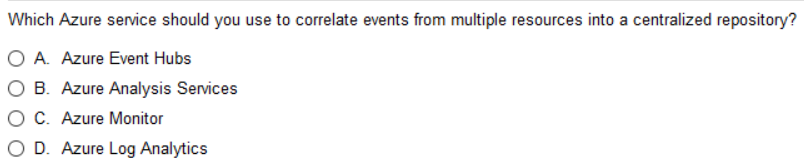 Which Azure service should you use to correlate events from multiple resources into a centralized repository?
A. Azure Event Hubs
B. Azure Analysis Services
C. Azure Monitor
D. Azure Log Analytics